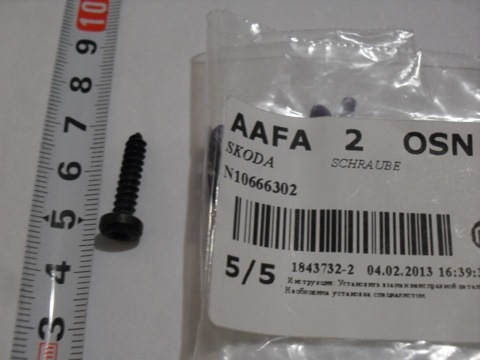 10
9
8
7
6
5
4
3
AAFA 2 OSN
SKODA SCHRAUBE
N10666302
5/5 1843732-2 04.02.2013 16:39:3
Инструкция: Установить взамен неисправной детали.
Необходима установка специалистом.